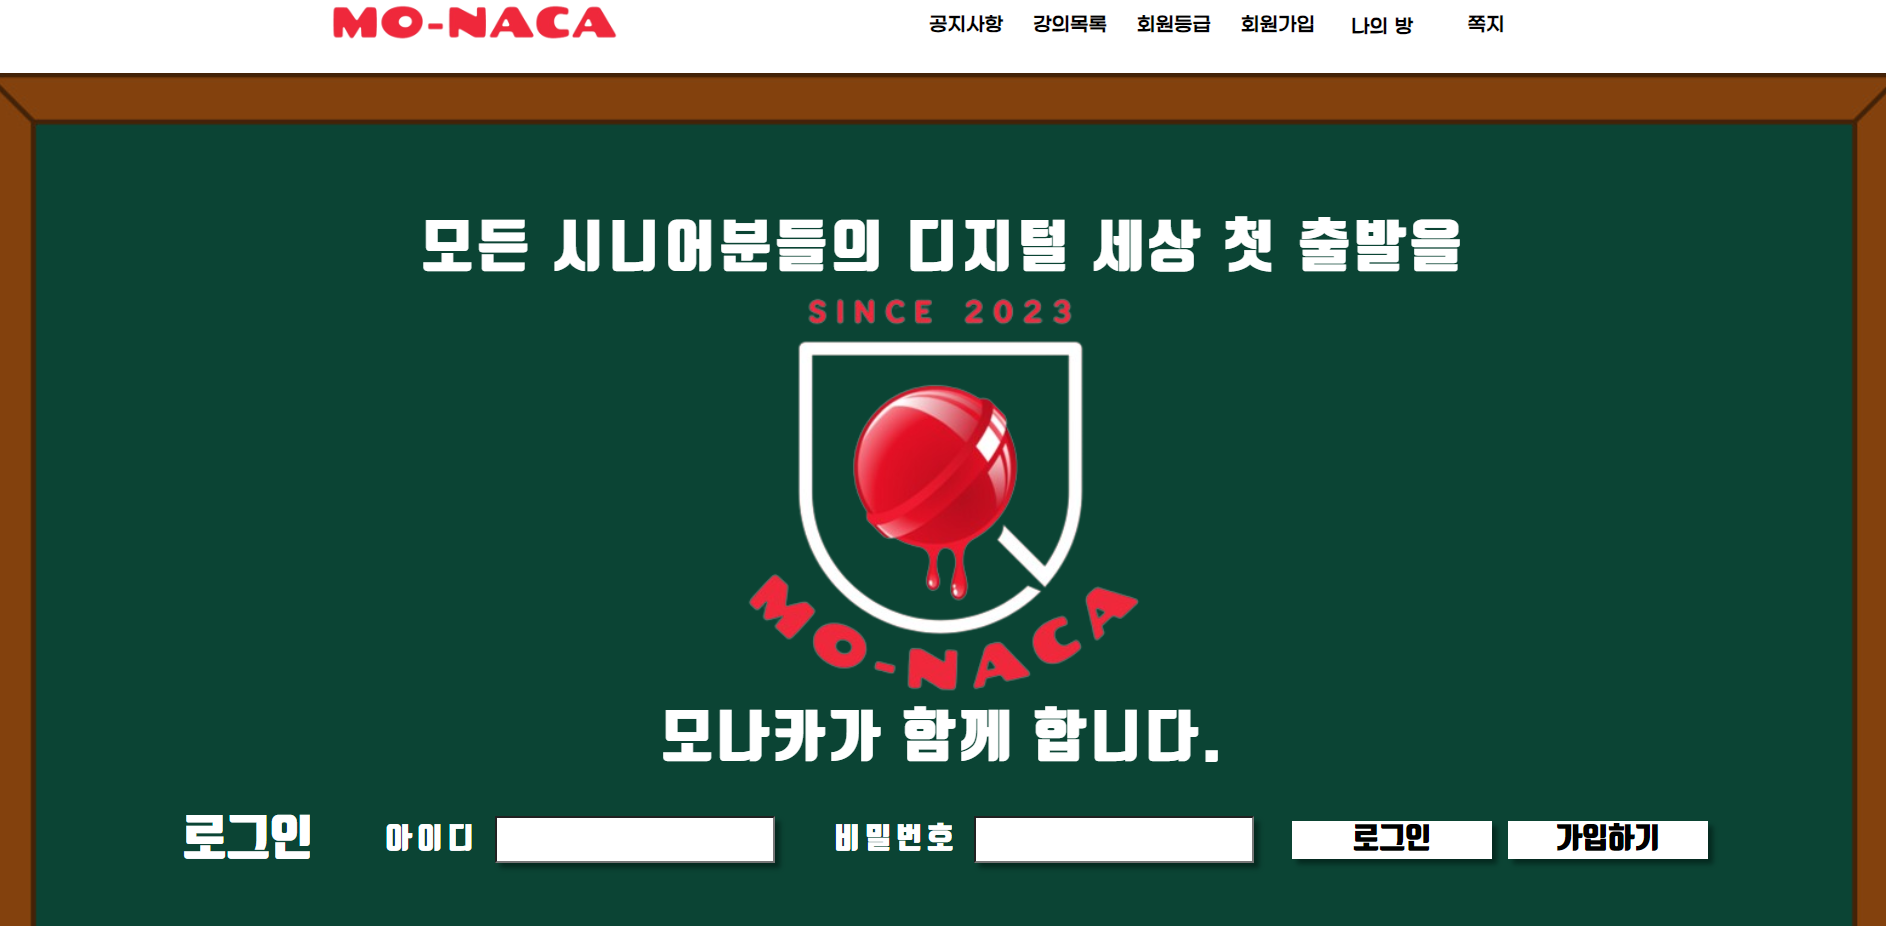 MO-NACA
공지사항 강의목록 회원등급 회원가입 나의 방 쪽지
모든 시니어분들의 디지털 세상 첫 출발을
SINCE 2023
MO-NACA
모나카가 함께 합니다.
로그인 아이디 비밀번호 로그인 가입하기